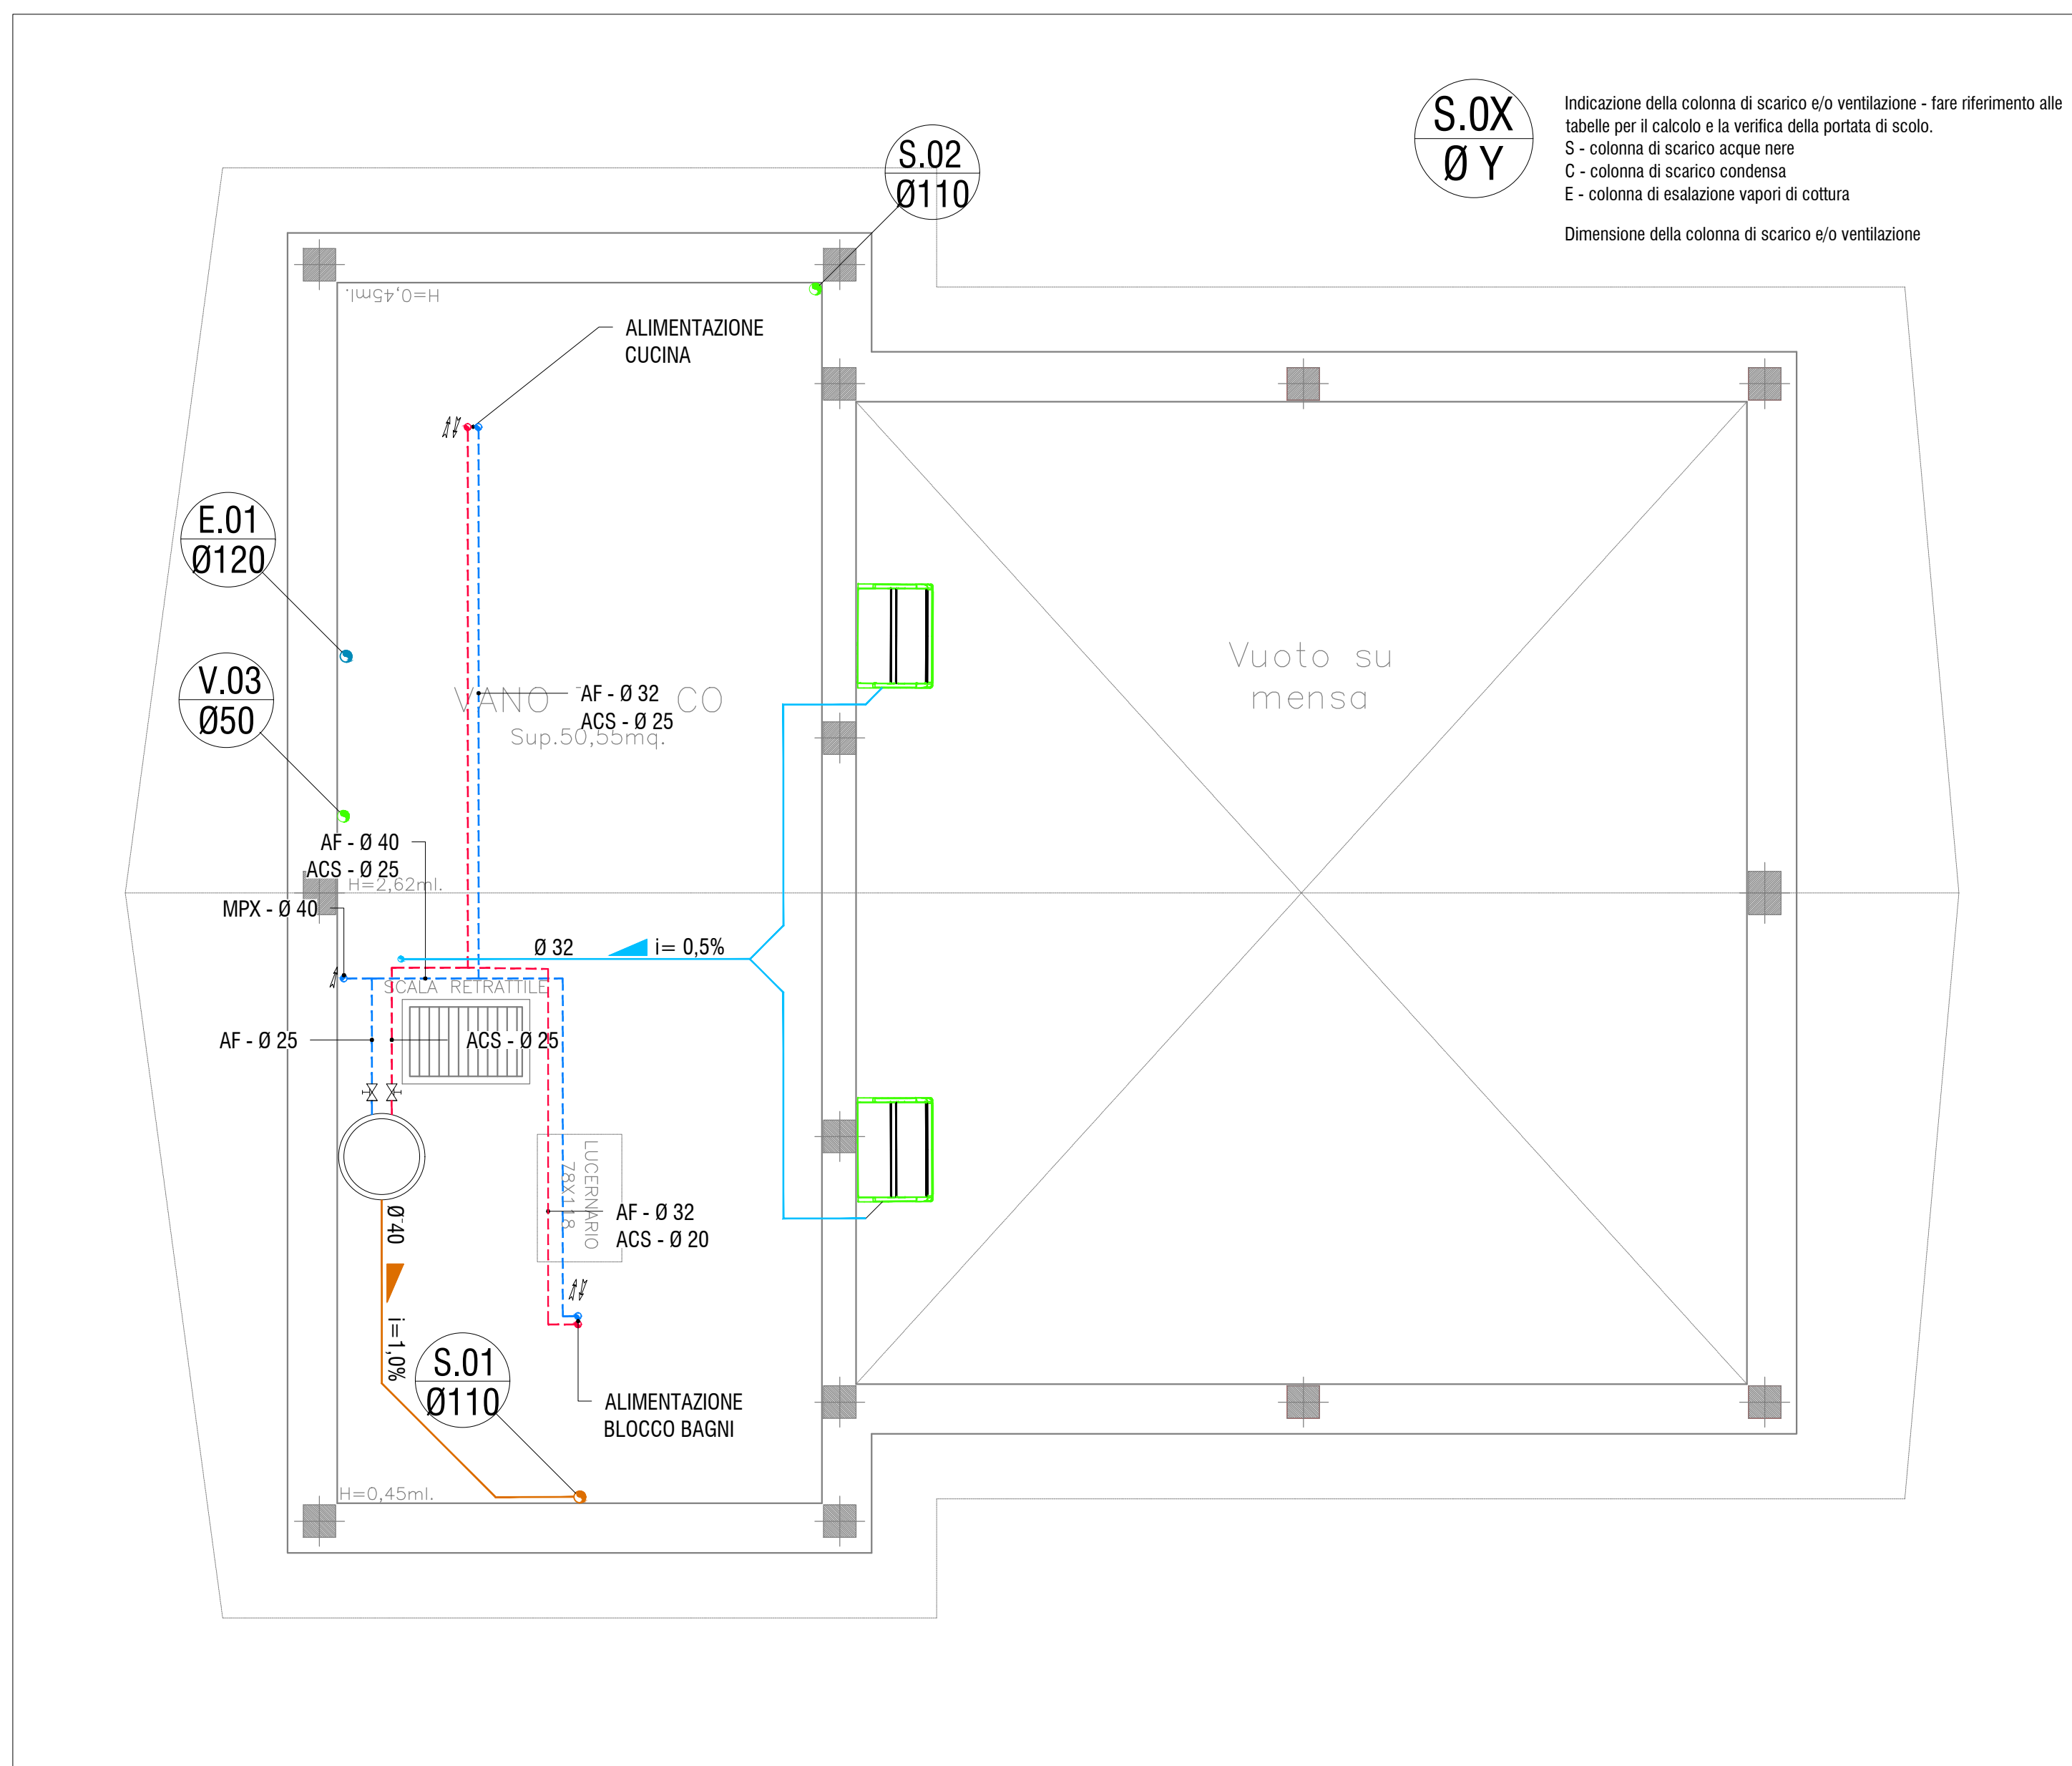 S.0X
Ø Y
Indicazione della colonna di scarico e/o ventilazione - fare riferimento alle
tabelle per il calcolo e la verifica della portata di scolo.
S - colonna di scarico acque nere
C - colonna di scarico condensa
E - colonna di esalazione vapori di cottura
Dimensione della colonna di scarico e/o ventilazione
S.02
Ø110
H=0,45ml.
ALIMENTAZIONE
CUCINA
E.01
Ø120
V.03
Ø50
VANO CO
AF - Ø 32
ACS - Ø 25
Sup.50,55mq.
Vuoto su
mensa
AF - Ø 40
ACS - Ø 25
H=2,62ml.
MPX - Ø 40
Ø 32
i= 0,5%
SCALA RETRATTILE
AF - Ø 25
ACS - Ø 25
LUCERNARIO
78X118
AF - Ø 32
ACS - Ø 20
Ø 40
i=1,0%
S.01
Ø110
ALIMENTAZIONE
BLOCCO BAGNI
H=0,45ml.